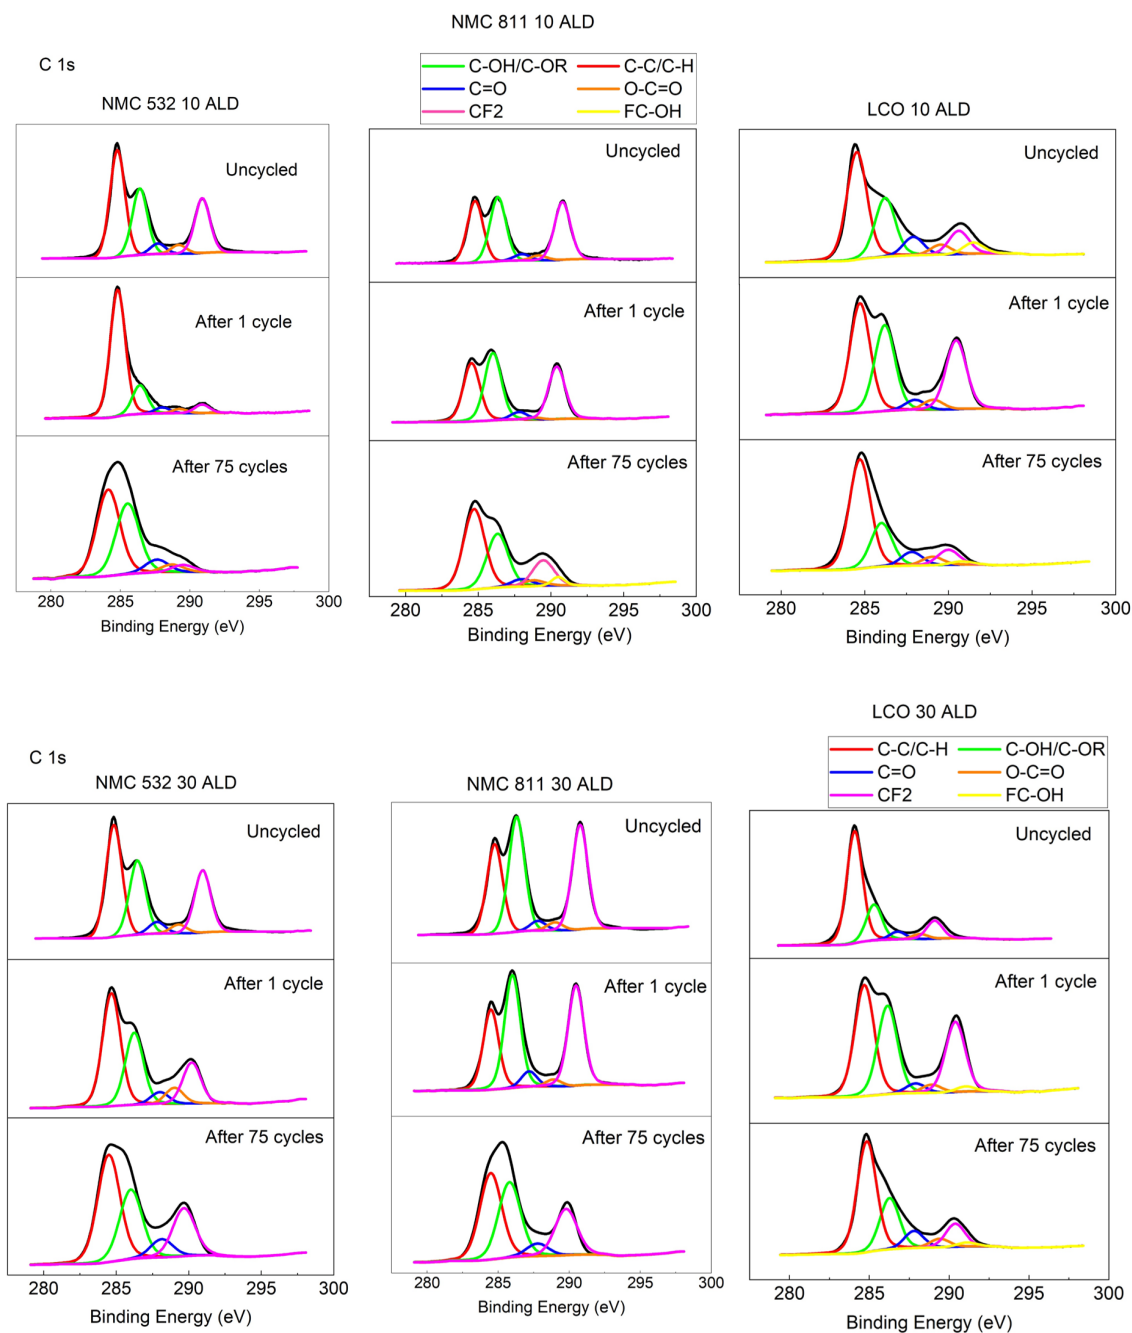 NMC 811 10 ALD
C 1s
C-OH/C-OR C-C/C-H
C=O O-C=O
CF2 FC-OH
NMC 532 10 ALD
LCO 10 ALD
Uncycled
Uncycled
Uncycled
After 1 cycle
After 1 cycle
After 1 cycle
After 75 cycles
After 75 cycles
After 75 cycles
280 285 290 295 300
280 285 290 295 300
280 285 290 295 300
Binding Energy (eV)
Binding Energy (eV)
Binding Energy (eV)
LCO 30 ALD
C-C/C-H C-OH/C-OR
C=O O-C=O
CF2 FC-OH
C 1s
NMC 532 30 ALD
NMC 811 30 ALD
Uncycled
Uncycled
Uncycled
After 1 cycle
After 1 cycle
After 1 cycle
After 75 cycles
After 75 cycles
After 75 cycles
280 285 290 295 300
280 285 290 295 300
280 285 290 295 300
Binding Energy (eV)
Binding Energy (eV)
Binding Energy (eV)